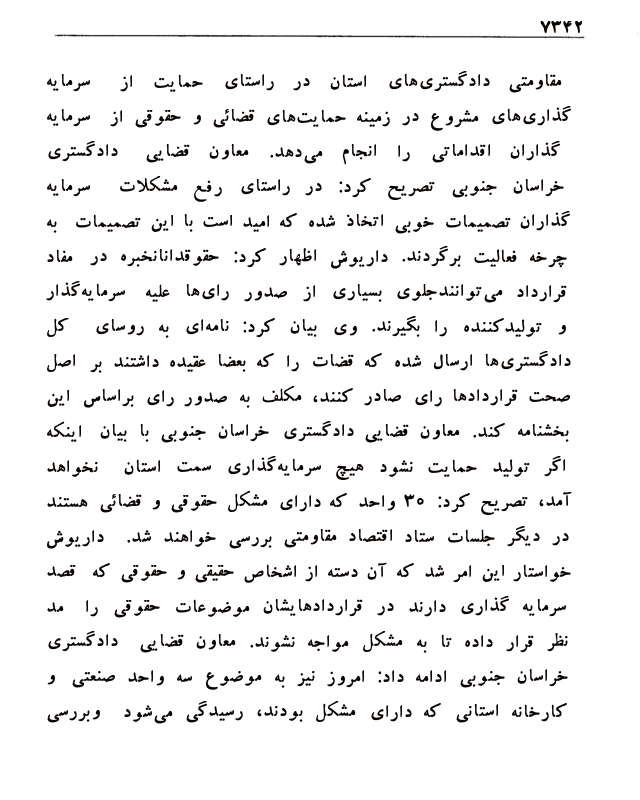 ۷۳۴۲
مقاومتی دادگستری‌های استان در راستای حمایت از سرمایه
گذاری‌های مشروع در زمینه حمایت‌های قضائی و حقوقی از سرمایه
گذاران اقداماتی را انجام می‌دهد. معاون قضایی دادگستری
خراسان جنوبی تصریح کرد: در راستای رفع مشکلات سرمایه
گذاران تصمیمات خوبی اتخاذ شده که امید است با این تصمیمات به
چرخه فعالیت برگردند. داریوش اظهار کرد: حقوقدانانخبره در مفاد
قرارداد می‌توانندجلوی بسیاری از صدور رای‌ها علیه سرمایه‌گذار
و تولیدکننده را بگیرند. وی بیان کرد: نامه‌ای به روسای کل
دادگستری‌ها ارسال شده که قضات را که بعضا عقیده داشتند بر اصل
صحت قراردادها رای صادر کنند، مکلف به صدور رای براساس این
بخشنامه کند. معاون قضایی دادگستری خراسان جنوبی با بیان اینکه
اگر تولید حمایت نشود هیچ سرمایه‌گذاری سمت استان نخواهد
آمد، تصریح کرد: ۳۰ واحد که دارای مشکل حقوقی و قضائی هستند
در دیگر جلسات ستاد اقتصاد مقاومتی بررسی خواهند شد. داریوش
خواستار این امر شد که آن دسته از اشخاص حقیقی و حقوقی که قصد
سرمایه گذاری دارند در قراردادهایشان موضوعات حقوقی را مد
نظر قرار داده تا به مشکل مواجه نشوند. معاون قضایی دادگستری
خراسان جنوبی ادامه داد: امروز نیز به موضوع سه واحد صنعتی و
کارخانه استانی که دارای مشکل بودند، رسیدگی می‌شود وبررسی